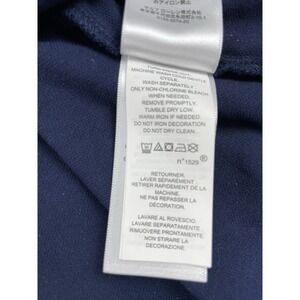 のアイロン禁止
MACHINE WASH COLD GENTLE
CYCLE.
WASH SEPARATELY
ONLY NON-CHLORINE BLEACH
WHEN NEEDED.
REMOVE PROMPTLY.
TUMBLE DRY LOW.
WARM IRON IF NEEDED.
DO NOT IRON DECORATION.
DO NOT DRY CLEAN.
n°1529
RETOURNER.
LAVER SÉPARÉMENT
RETIRER RAPIDEMENT DE LA
MACHINE.
NE PAS REPASSER LA
DÉCORATION.
LAVARE AL ROVESCIO.
LAVARE SEPARATAMENTE
RIMUOVERE PRONTAMENTE.
NON STIRARE LA
DECORAZIONE.